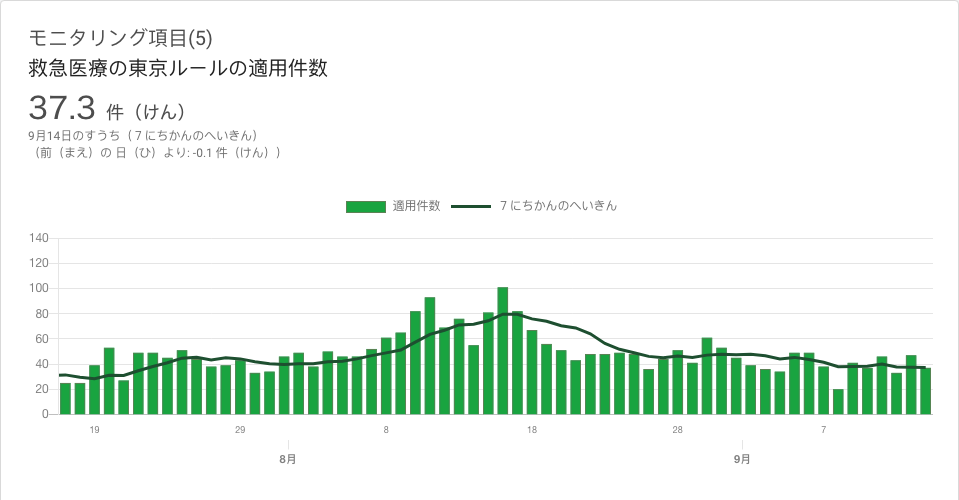 モニタリング項目(5)
救急医療の東京ルールの適用件数
37.3 件（けん）
9月14日のすうち（７にちかんのへいきん）
（前（まえ）の 日（ひ）より: -0.1 件（けん））
適用件数 ７にちかんのへいきん
140
120
100
80
60
40
20
0
19 29 8 18 28 7
8月 9月